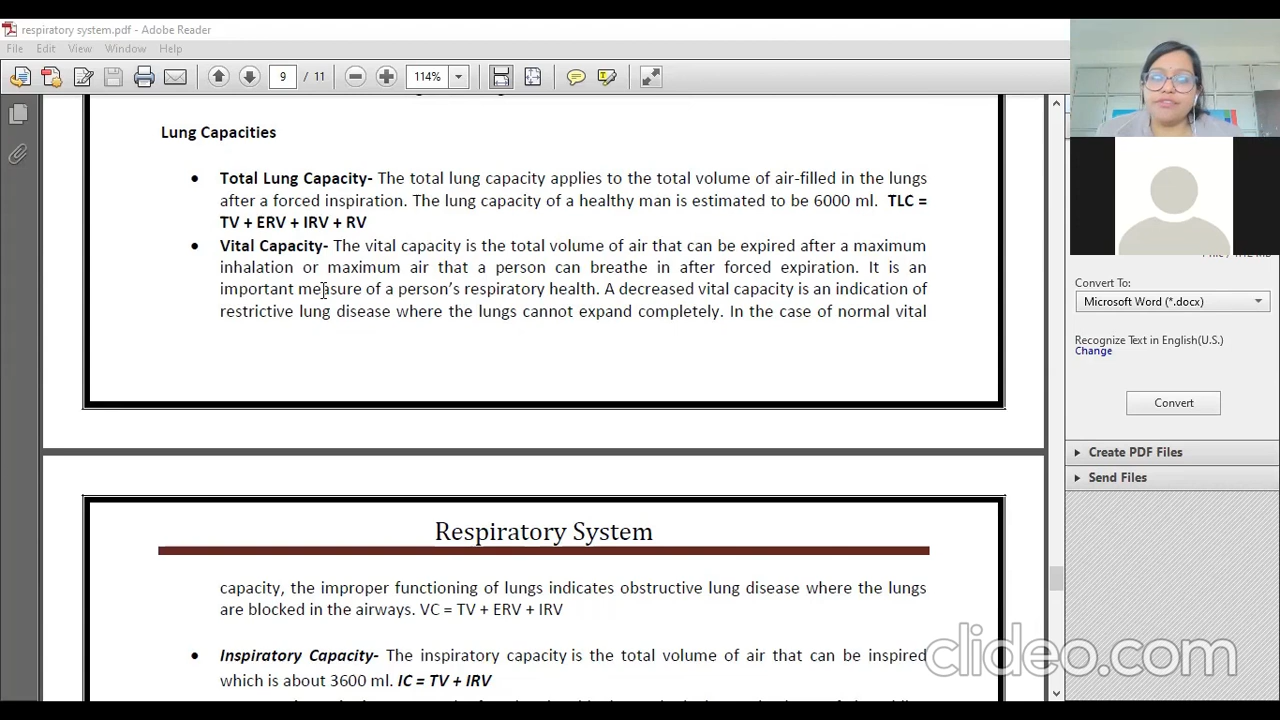 respiratory system.pdf - Adobe Reader
File Edit View Window Help
9 / 11 114%
Lung Capacities
• Total Lung Capacity- The total lung capacity applies to the total volume of air-filled in the lungs
after a forced inspiration. The lung capacity of a healthy man is estimated to be 6000 ml. TLC =
TV + ERV + IRV + RV
• Vital Capacity- The vital capacity is the total volume of air that can be expired after a maximum
inhalation or maximum air that a person can breathe in after forced expiration. It is an
important measure of a person's respiratory health. A decreased vital capacity is an indication of
restrictive lung disease where the lungs cannot expand completely. In the case of normal vital
Respiratory System
capacity, the improper functioning of lungs indicates obstructive lung disease where the lungs
are blocked in the airways. VC = TV + ERV + IRV
• Inspiratory Capacity- The inspiratory capacity is the total volume of air that can be inspired
which is about 3600 ml. IC = TV + IRV
Convert To:
Microsoft Word (*.docx)
Recognize Text in English(U.S.)
Change
Convert
Create PDF Files
Send Files
clideo.com